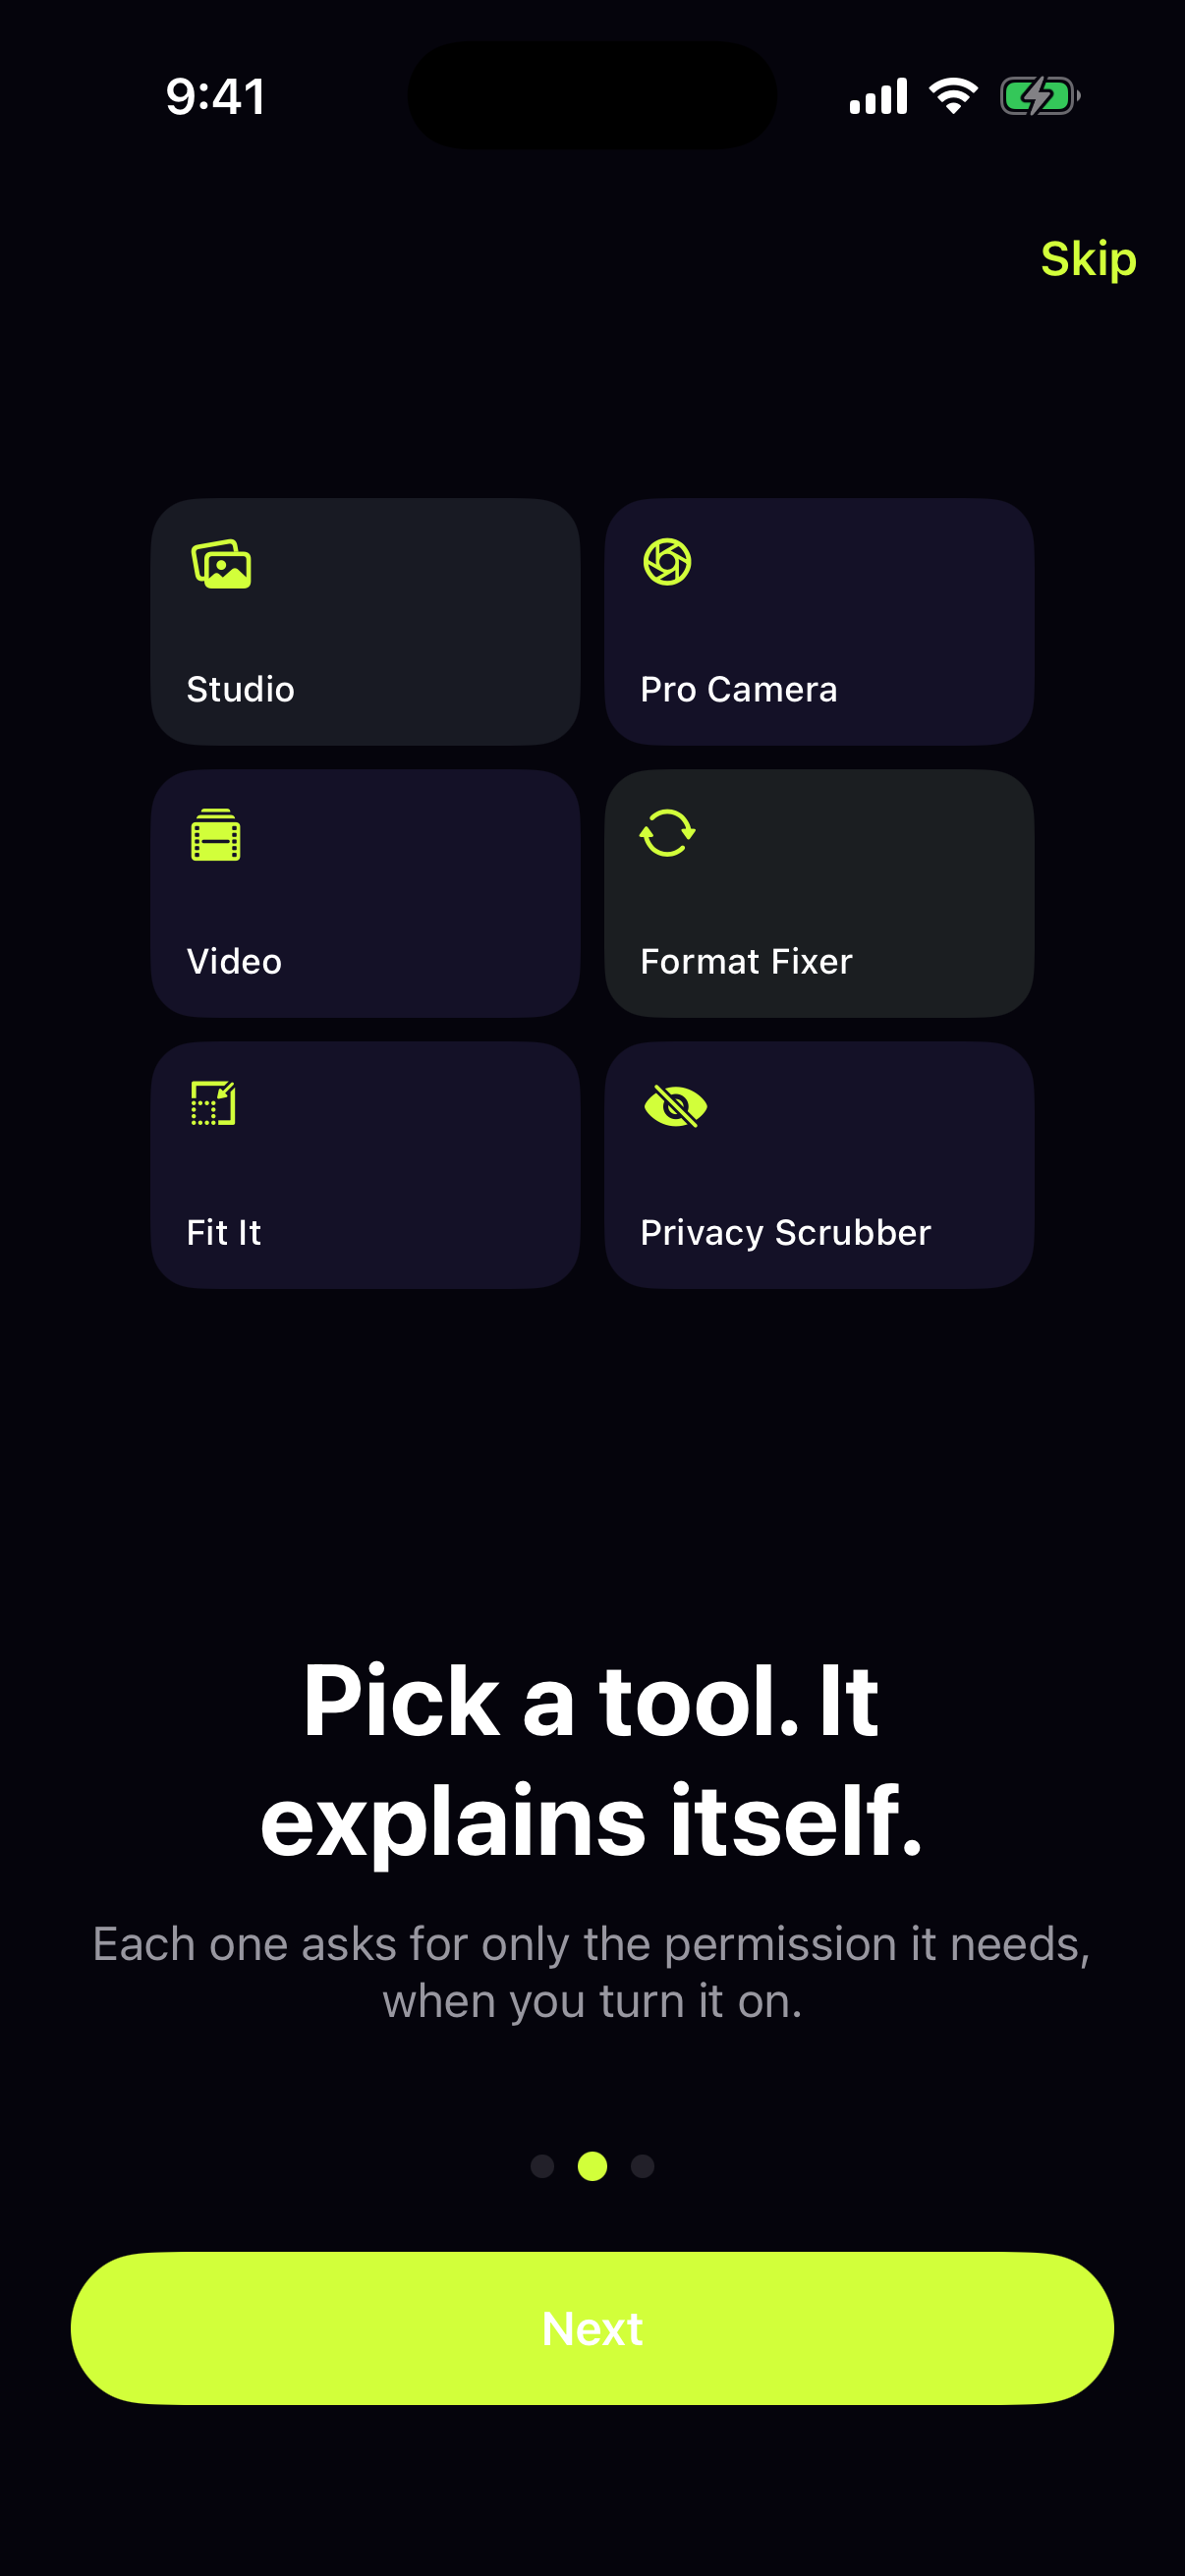 9:41
Skip
Studio
Pro Camera
Video
Format Fixer
Fit It
Privacy Scrubber
Pick a tool. It
explains itself.
Each one asks for only the permission it needs,
when you turn it on.
Next